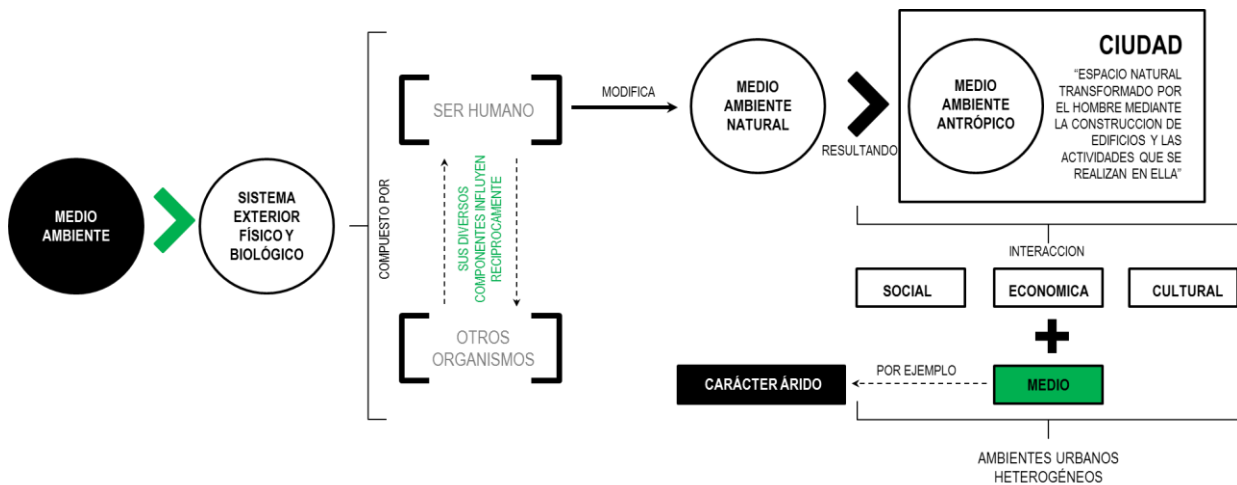 MEDIO
AMBIENTE
SISTEMA
EXTERIOR
FÍSICO Y
BIOLÓGICO
COMPUESTO POR
SER HUMANO
SUS DIVERSOS
COMPONENTES INFLUYEN
RECIPROCAMENTE
OTROS
ORGANISMOS
MODIFICA
MEDIO
AMBIENTE
NATURAL
RESULTANDO
MEDIO
AMBIENTE
ANTRÓPICO
CIUDAD
“ESPACIO NATURAL
TRANSFORMADO POR
EL HOMBRE MEDIANTE
LA CONSTRUCCION DE
EDIFICIOS Y LAS
ACTIVIDADES QUE SE
REALIZAN EN ELLA”
INTERACCION
SOCIAL
ECONOMICA
CULTURAL
MEDIO
POR EJEMPLO
CARÁCTER ÁRIDO
AMBIENTES URBANOS
HETEROGÉNEOS